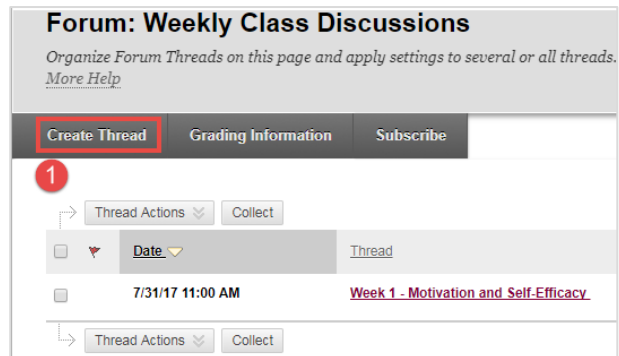 Forum: Weekly Class Discussions
Organize Forum Threads on this page and apply settings to several or all threads.
More Help
Create Thread Grading Information Subscribe
1
Thread Actions Collect
Date Thread
7/31/17 11:00 AM Week 1 - Motivation and Self-Efficacy
Thread Actions Collect